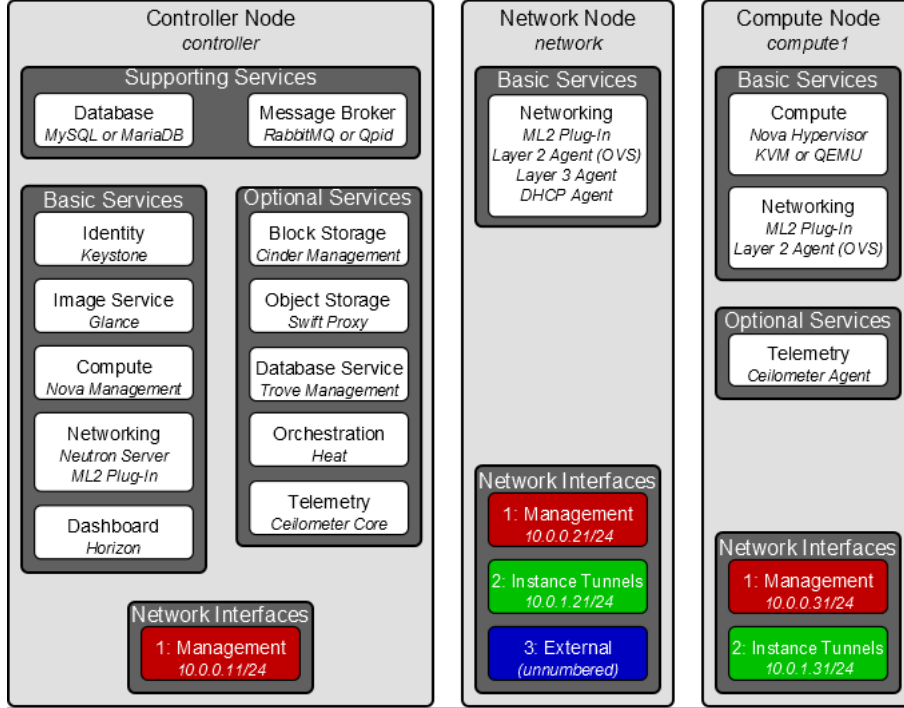 Controller Node
controller
Supporting Services
Database
MySQL or MariaDB
Message Broker
RabbitMQ or Qpid
Basic Services
Identity
Keystone
Image Service
Glance
Compute
Nova Management
Networking
Neutron Server
ML2 Plug-In
Dashboard
Horizon
Optional Services
Block Storage
Cinder Management
Object Storage
Swift Proxy
Database Service
Trove Management
Orchestration
Heat
Telemetry
Ceilometer Core
Network Interfaces
1: Management
10.0.0.11/24
Network Node
network
Basic Services
Networking
ML2 Plug-In
Layer 2 Agent (OVS)
Layer 3 Agent
DHCP Agent
Network Interfaces
1: Management
10.0.0.21/24
2: Instance Tunnels
10.0.1.21/24
3: External
(unnumbered)
Compute Node
compute1
Basic Services
Compute
Nova Hypervisor
KVM or QEMU
Networking
ML2 Plug-In
Layer 2 Agent (OVS)
Optional Services
Telemetry
Ceilometer Agent
Network Interfaces
1: Management
10.0.0.31/24
2: Instance Tunnels
10.0.1.31/24